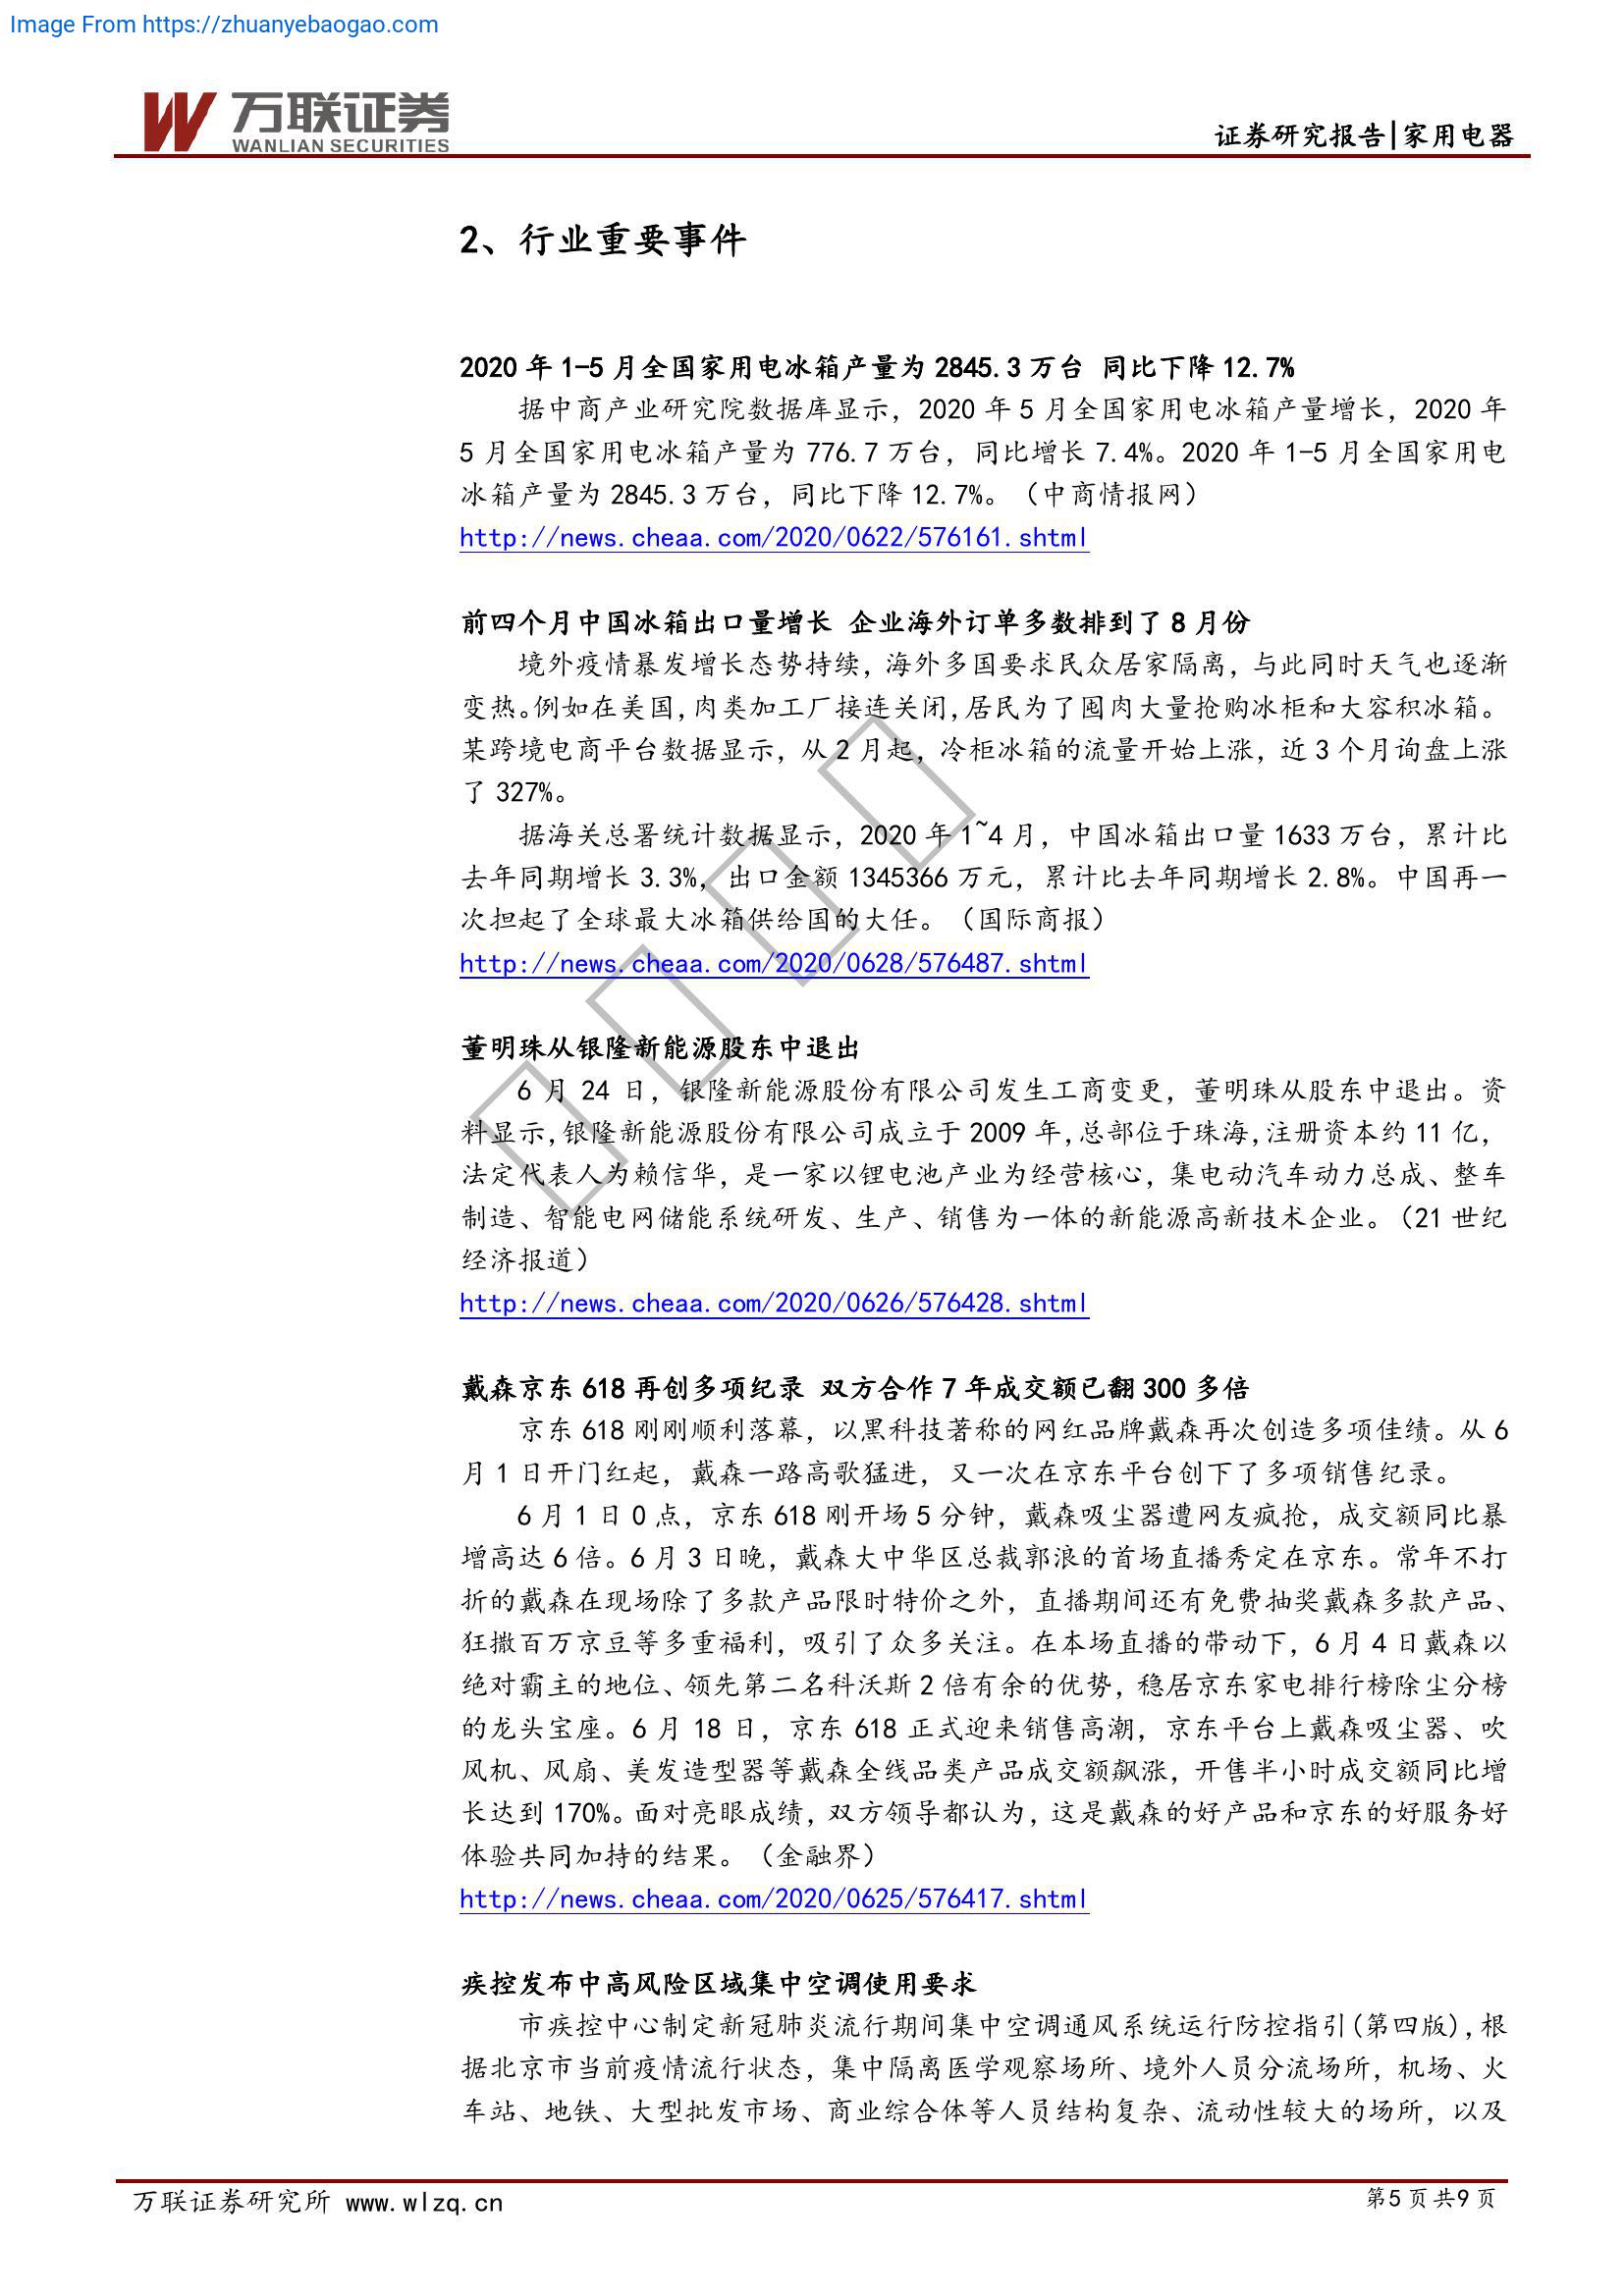 Image From https://zhuanyebaogao.com
万联证券
WANLIAN SECURITIES
证券研究报告|家用电器
2、行业重要事件
2020 年 1-5 月全国家用电冰箱产量为 2845.3 万台 同比下降 12.7%
据中商产业研究院数据库显示，2020 年 5 月全国家用电冰箱产量增长，2020 年
5 月全国家用电冰箱产量为 776.7 万台，同比增长 7.4%。2020 年 1-5 月全国家用电
冰箱产量为 2845.3 万台，同比下降 12.7%。（中商情报网）
http://news.cheaa.com/2020/0622/576161.shtml
前四个月中国冰箱出口量增长 企业海外订单多数排到了 8 月份
境外疫情暴发增长态势持续，海外多国要求民众居家隔离，与此同时天气也逐渐
变热。例如在美国，肉类加工厂接连关闭，居民为了囤肉大量抢购冰柜和大容积冰箱。
某跨境电商平台数据显示，从 2 月起，冷柜冰箱的流量开始上涨，近 3 个月询盘上涨
了 327%。
据海关总署统计数据显示，2020 年 1~4 月，中国冰箱出口量 1633 万台，累计比
去年同期增长 3.3%，出口金额 1345366 万元，累计比去年同期增长 2.8%。中国再一
次担起了全球最大冰箱供给国的大任。（国际商报）
http://news.cheaa.com/2020/0628/576487.shtml
董明珠从银隆新能源股东中退出
6 月 24 日，银隆新能源股份有限公司发生工商变更，董明珠从股东中退出。资
料显示，银隆新能源股份有限公司成立于 2009 年，总部位于珠海，注册资本约 11 亿，
法定代表人为赖信华，是一家以锂电池产业为经营核心，集电动汽车动力总成、整车
制造、智能电网储能系统研发、生产、销售为一体的新能源高新技术企业。（21 世纪
经济报道）
http://news.cheaa.com/2020/0626/576428.shtml
戴森京东 618 再创多项纪录 双方合作 7 年成交额已翻 300 多倍
京东 618 刚刚顺利落幕，以黑科技著称的网红品牌戴森再次创造多项佳绩。从 6
月 1 日开门红起，戴森一路高歌猛进，又一次在京东平台创下了多项销售纪录。
6 月 1 日 0 点，京东 618 刚开场 5 分钟，戴森吸尘器遭网友疯抢，成交额同比暴
增高达 6 倍。6 月 3 日晚，戴森大中华区总裁郭浪的首场直播秀定在京东。常年不打
折的戴森在现场除了多款产品限时特价之外，直播期间还有免费抽奖戴森多款产品、
狂撒百万京豆等多重福利，吸引了众多关注。在本场直播的带动下，6 月 4 日戴森以
绝对霸主的地位、领先第二名科沃斯 2 倍有余的优势，稳居京东家电排行榜除尘分榜
的龙头宝座。6 月 18 日，京东 618 正式迎来销售高潮，京东平台上戴森吸尘器、吹
风机、风扇、美发造型器等戴森全线品类产品成交额飙涨，开售半小时成交额同比增
长达到 170%。面对亮眼成绩，双方领导都认为，这是戴森的好产品和京东的好服务好
体验共同加持的结果。（金融界）
http://news.cheaa.com/2020/0625/576417.shtml
疾控发布中高风险区域集中空调使用要求
市疾控中心制定新冠肺炎流行期间集中空调通风系统运行防控指引(第四版)，根
据北京市当前疫情流行状态，集中隔离医学观察场所、境外人员分流场所，机场、火
车站、地铁、大型批发市场、商业综合体等人员结构复杂、流动性较大的场所，以及
万联证券研究所 www.wlzq.cn
第5页共9页